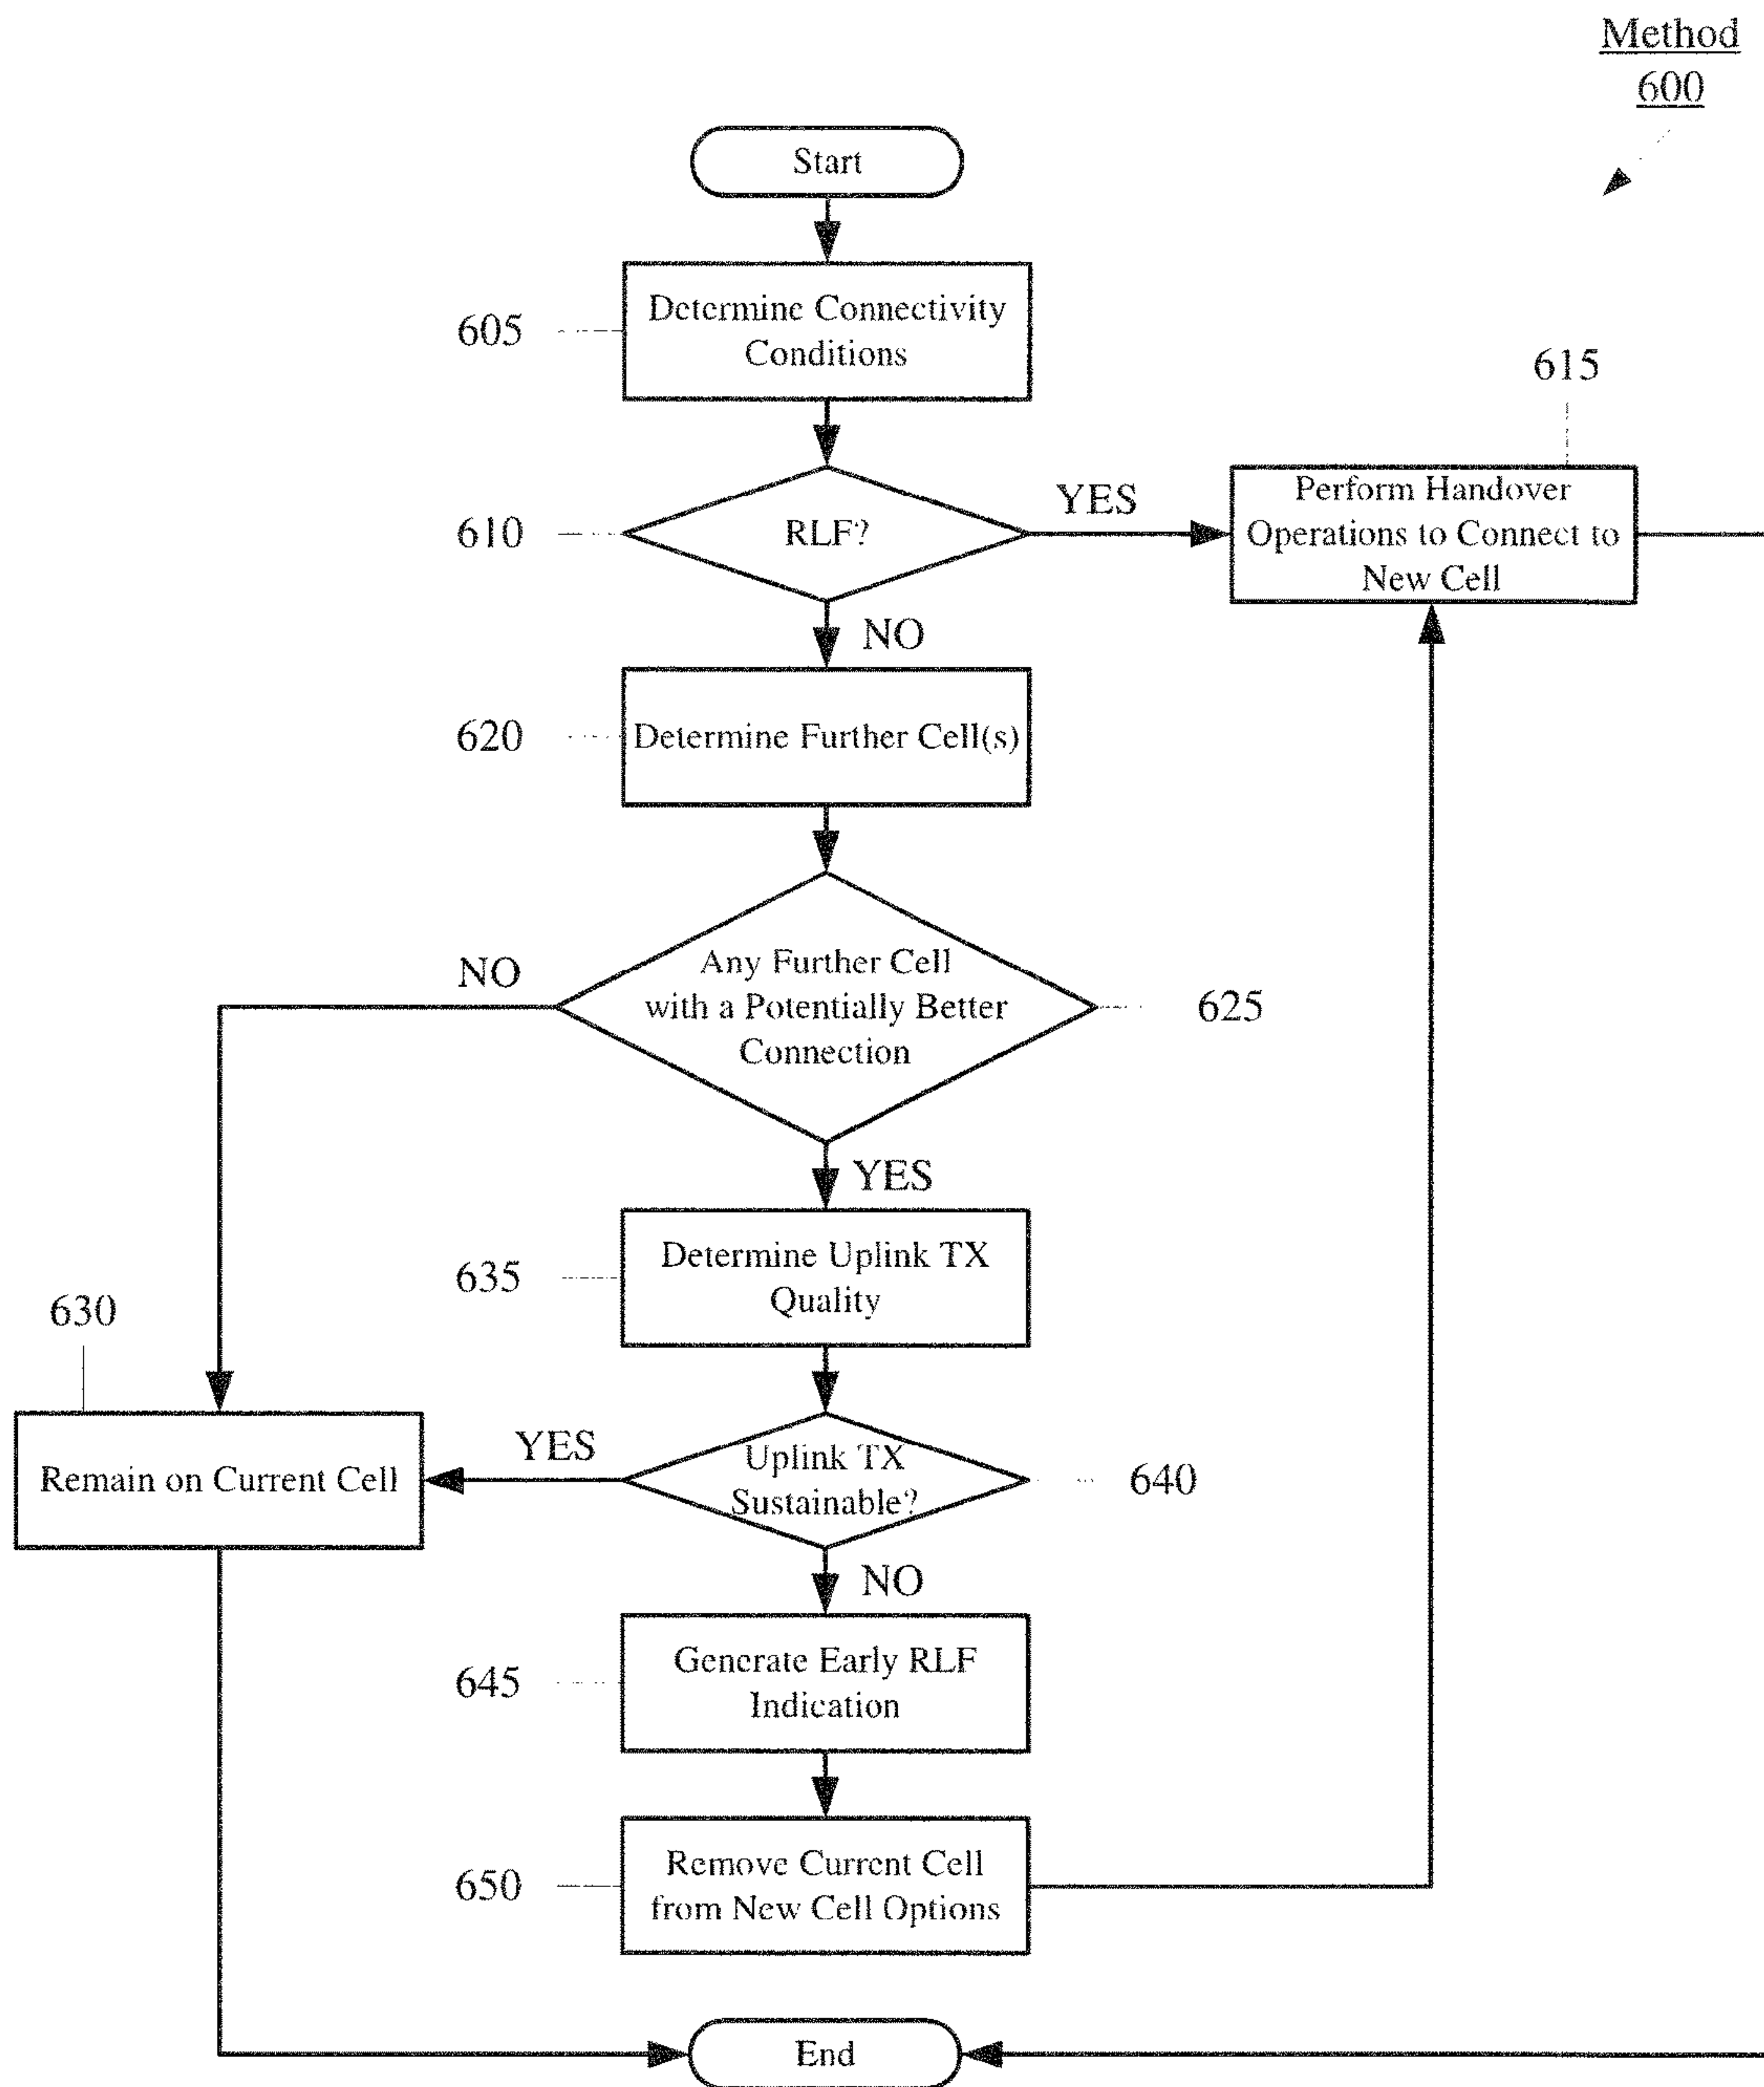 Method
600
Start
605
Determine Connectivity
Conditions
615
610
RLF?
YES
Perform Handover
Operations to Connect to
New Cell
NO
620
Determine Further Cell(s)
NO
Any Further Cell
with a Potentially Better
Connection
625
YES
635
Determine Uplink TX
Quality
630
Remain on Current Cell
YES
Uplink TX
Sustainable?
640
NO
645
Generate Early RLF
Indication
650
Remove Current Cell
from New Cell Options
End